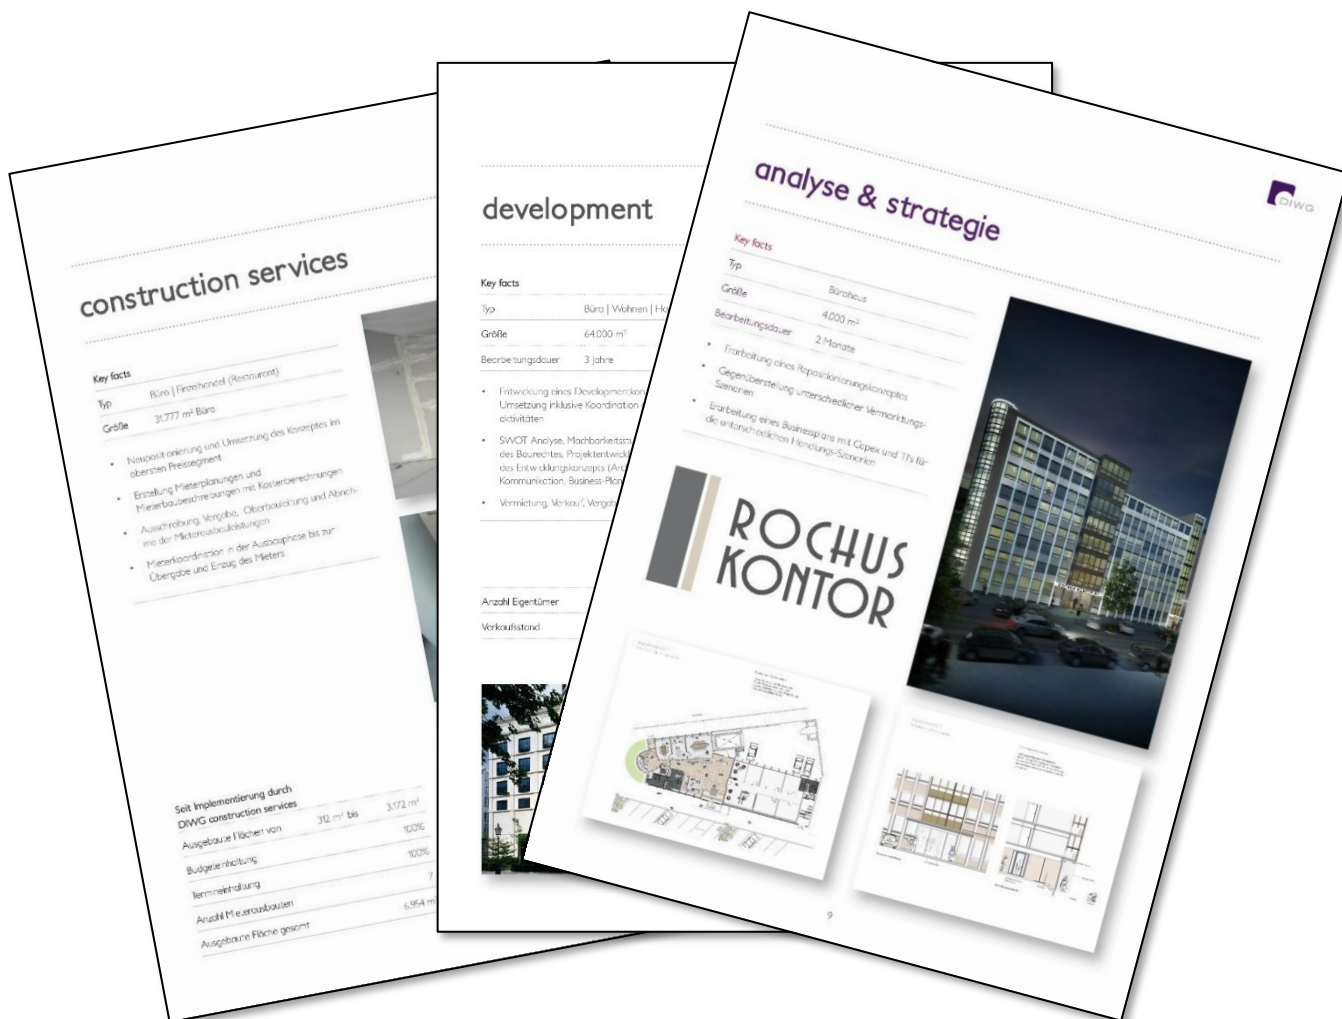 construction services
Key facts
Typ Büro | Einzelhandel (Restaurant)
Größe 31.777 m² Büro
• Neupositionierung und Umsetzung des Konzeptes im
obersten Preissegment
• Erstellung Mieterplanungen und
Mieterbaubeschreibungen mit Kostenberechnungen
• Ausschreibung, Vergabe, Oberbauleitung und Abnah-
me der Mieterausbauleistungen
• Mieterkoordination in der Ausbauphase bis zur
Übergabe und Einzug des Mieters
Seit Implementierung durch
DIWG construction services
Ausgebaute Flächen von 312 m² bis 3.172 m²
Budgeteinhaltung 100%
Termineinhaltung 100%
Anzahl Mieterausbauten 7
Ausgebaute Fläche gesamt 6.954 m
development
Key facts
Typ Büro | Wohnen | Ho
Größe 64.000 m²
Bearbeitungsdauer 3 Jahre
• Entwicklung eines Developmentkon
Umsetzung inklusive Koordination
aktivitäten
• SWOT Analyse, Machbarkeitsstu
des Baurechtes, Projektentwickl
des Entwicklungskonzepts (Arc
Kommunikation, Business-Plan
• Vermietung, Verkauf, Vergab
Anzahl Eigentümer
Verkaufsstand
DIWG
analyse & strategie
Key facts
Typ Bürohaus
Größe 4.000 m²
Bearbeitungsdauer 2 Monate
• Erarbeitung eines Repositionierungskonzeptes
• Gegenüberstellung unterschiedlicher Vermarktungs-
Szenarien
• Erarbeitung eines Businessplans mit Capex und TI's für
die unterschiedlichen Handlungs-Szenarien
ROCHUS
KONTOR
9